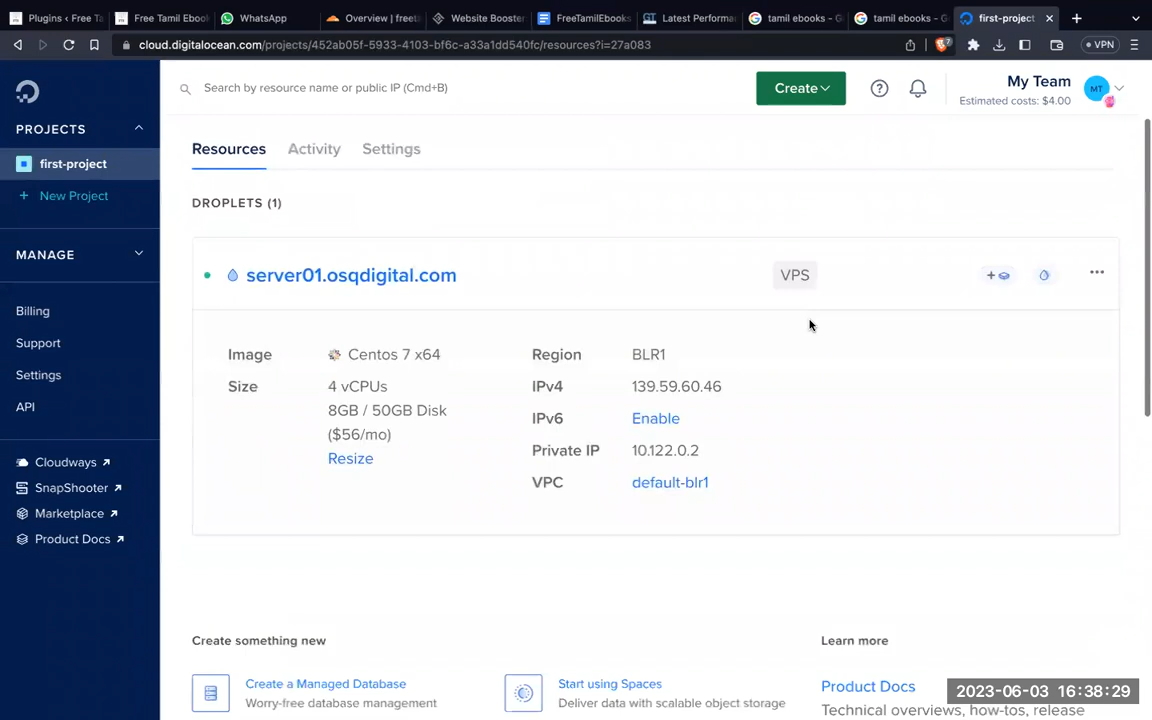 Plugins ‹ Free Ta
Free Tamil Ebook
WhatsApp
Overview | freeta
Website Booster
FreeTamilEbooks
Latest Performa
tamil ebooks - G
tamil ebooks - G
first-project
cloud.digitalocean.com/projects/452ab05f-5933-4103-bf6c-a33a1dd540fc/resources?i=27a083
7
VPN
Search by resource name or public IP (Cmd+B)
Create
My Team
Estimated costs: $4.00
MT
PROJECTS
first-project
+ New Project
MANAGE
Billing
Support
Settings
API
Cloudways
SnapShooter
Marketplace
Product Docs
Resources
Activity
Settings
DROPLETS (1)
server01.osqdigital.com
VPS
Image
Centos 7 x64
Size
4 vCPUs
8GB / 50GB Disk
($56/mo)
Resize
Region
BLR1
IPv4
139.59.60.46
IPv6
Enable
Private IP
10.122.0.2
VPC
default-blr1
Create something new
Create a Managed Database
Worry-free database management
Start using Spaces
Deliver data with scalable object storage
Learn more
Product Docs
Technical overviews, how-tos, release
2023-06-03 16:38:29